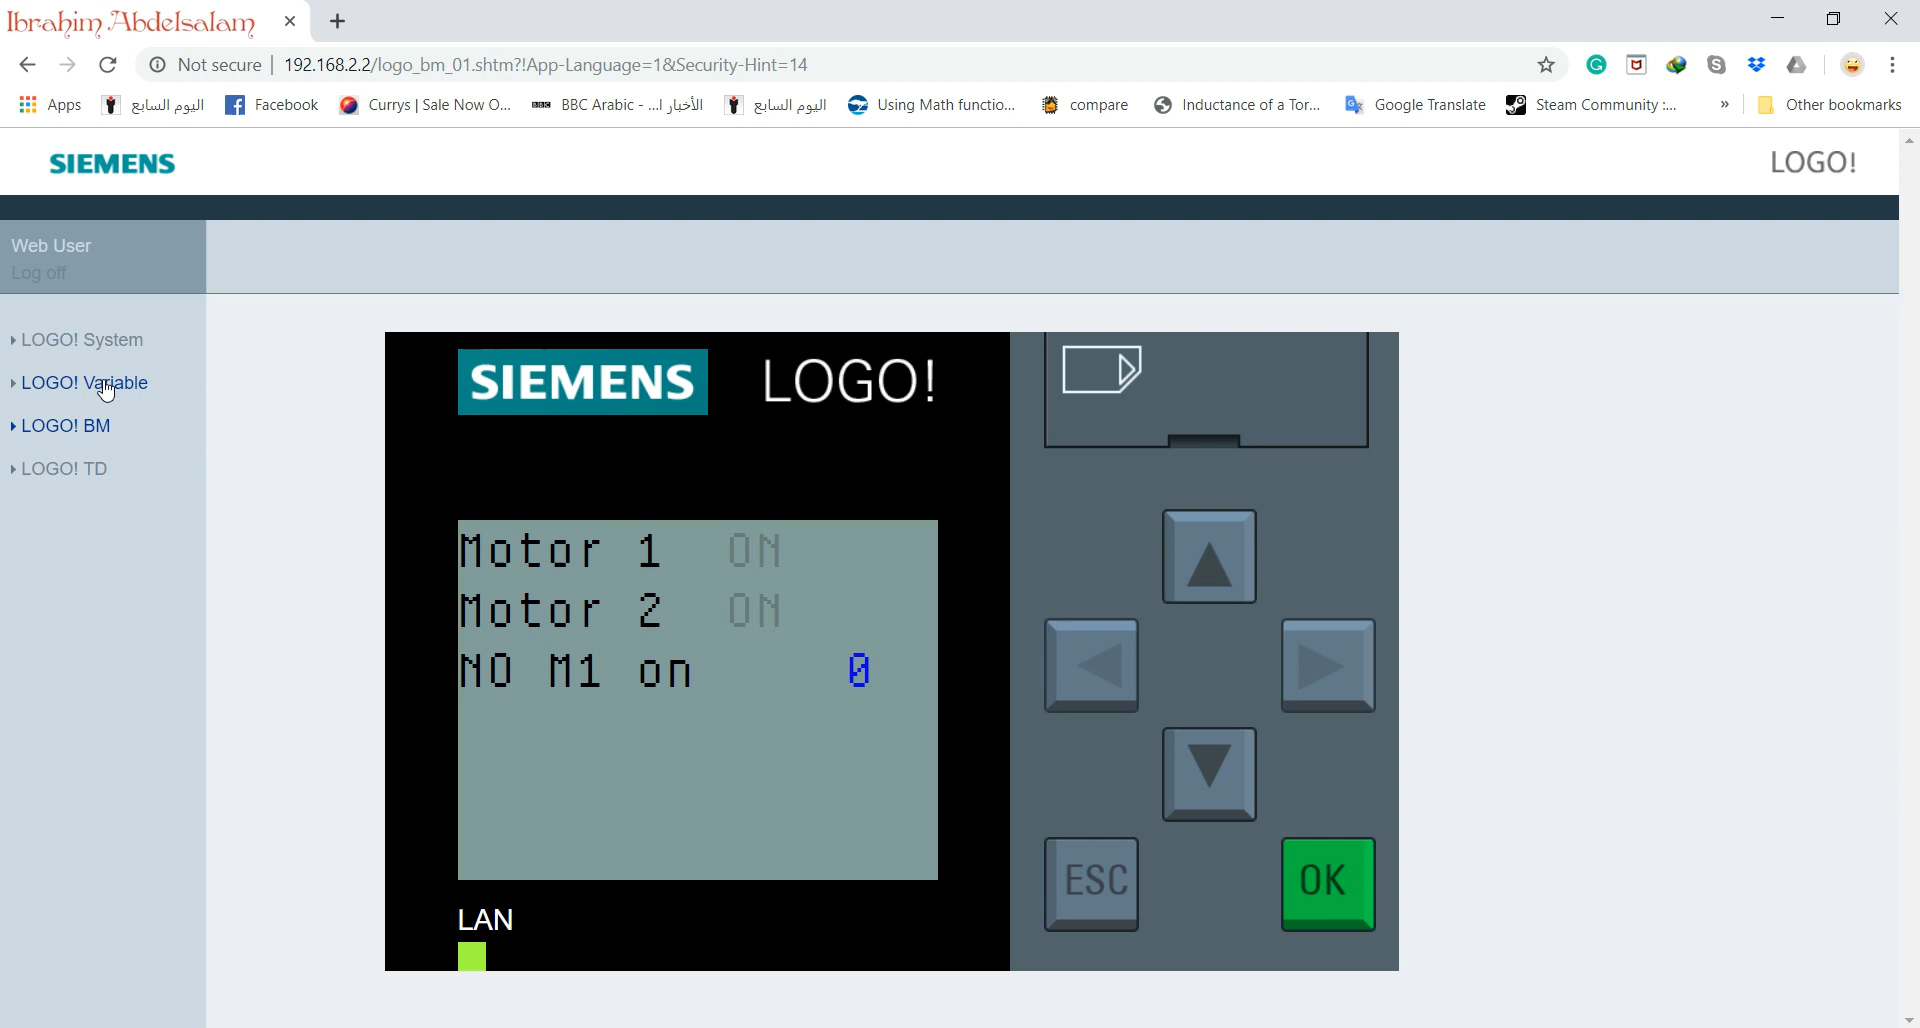 Ibrahim Abdelsalam
Not secure | 192.168.2.2/logo_bm_01.shtm?!App-Language=1&Security-Hint=14
Apps اليوم السابع Facebook Currys | Sale Now O... BBC Arabic - ...الأخبار ا اليوم السابع Using Math functio... compare Inductance of a Tor... Google Translate Steam Community :... » Other bookmarks
SIEMENS LOGO!
Web User
Log off
LOGO! System
LOGO! Variable
LOGO! BM
LOGO! TD
SIEMENS LOGO!
Motor 1 ON
Motor 2 ON
NO M1 on 0
ESC OK
LAN